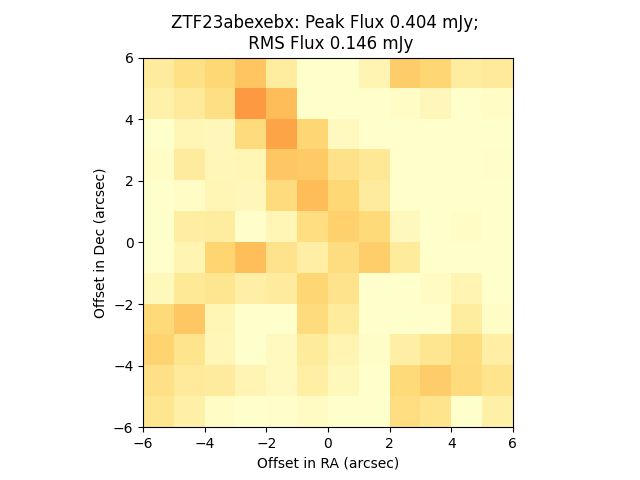 ZTF23abexebx: Peak Flux 0.404 mJy;
RMS Flux 0.146 mJy
6
4
2
0
−2
−4
−6
−6 −4 −2 0 2 4 6
Offset in Dec (arcsec)
Offset in RA (arcsec)